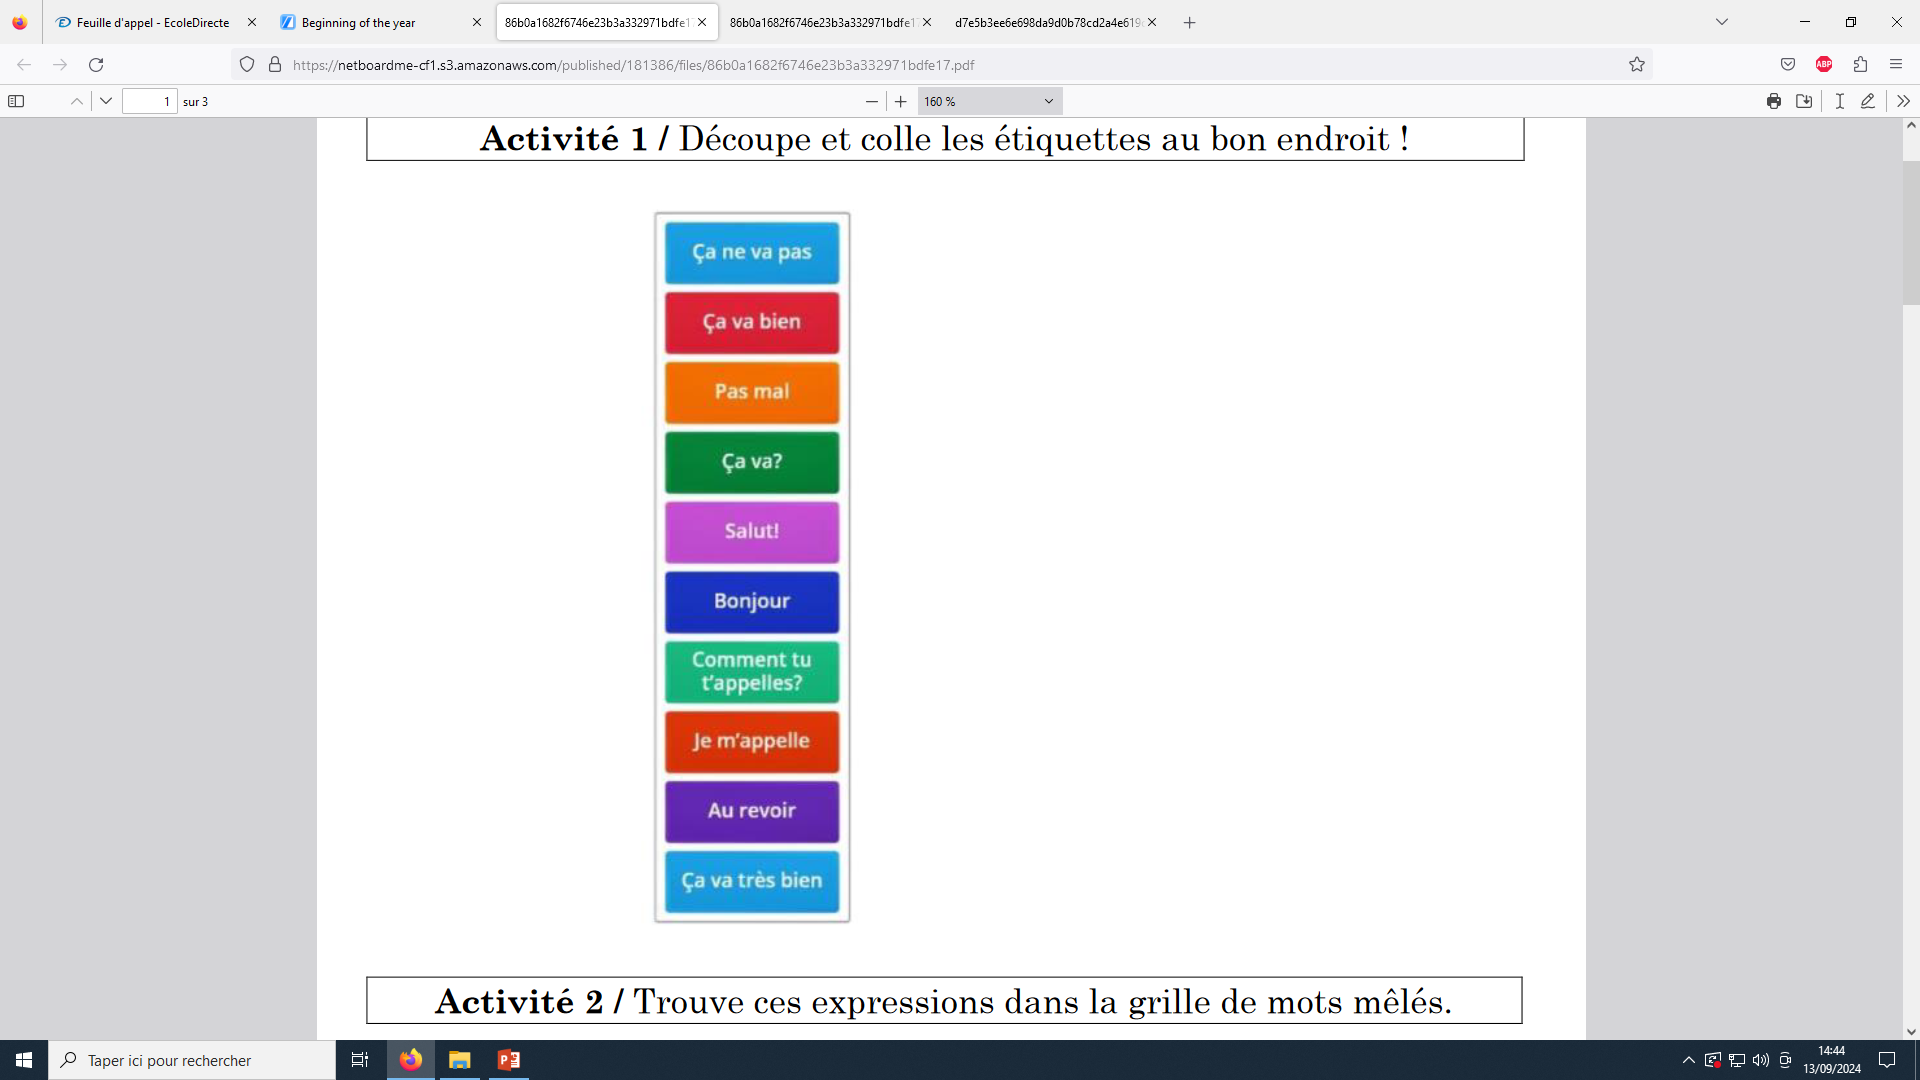 Feuille d'appel - EcoleDirecte
Beginning of the year
86b0a1682f6746e23b3a332971bdfe17
86b0a1682f6746e23b3a332971bdfe17
d7e5b3ee6e698da9d0b78cd2a4e619
https://netboardme-cf1.s3.amazonaws.com/published/181386/files/86b0a1682f6746e23b3a332971bdfe17.pdf
ABP
1 sur 3
160 %
Activité 1 / Découpe et colle les étiquettes au bon endroit !
Ça ne va pas
Ça va bien
Pas mal
Ça va?
Salut!
Bonjour
Comment tu
t'appelles?
Je m'appelle
Au revoir
Ça va très bien
Activité 2 / Trouve ces expressions dans la grille de mots mêlés.
Taper ici pour rechercher
14:44
13/09/2024